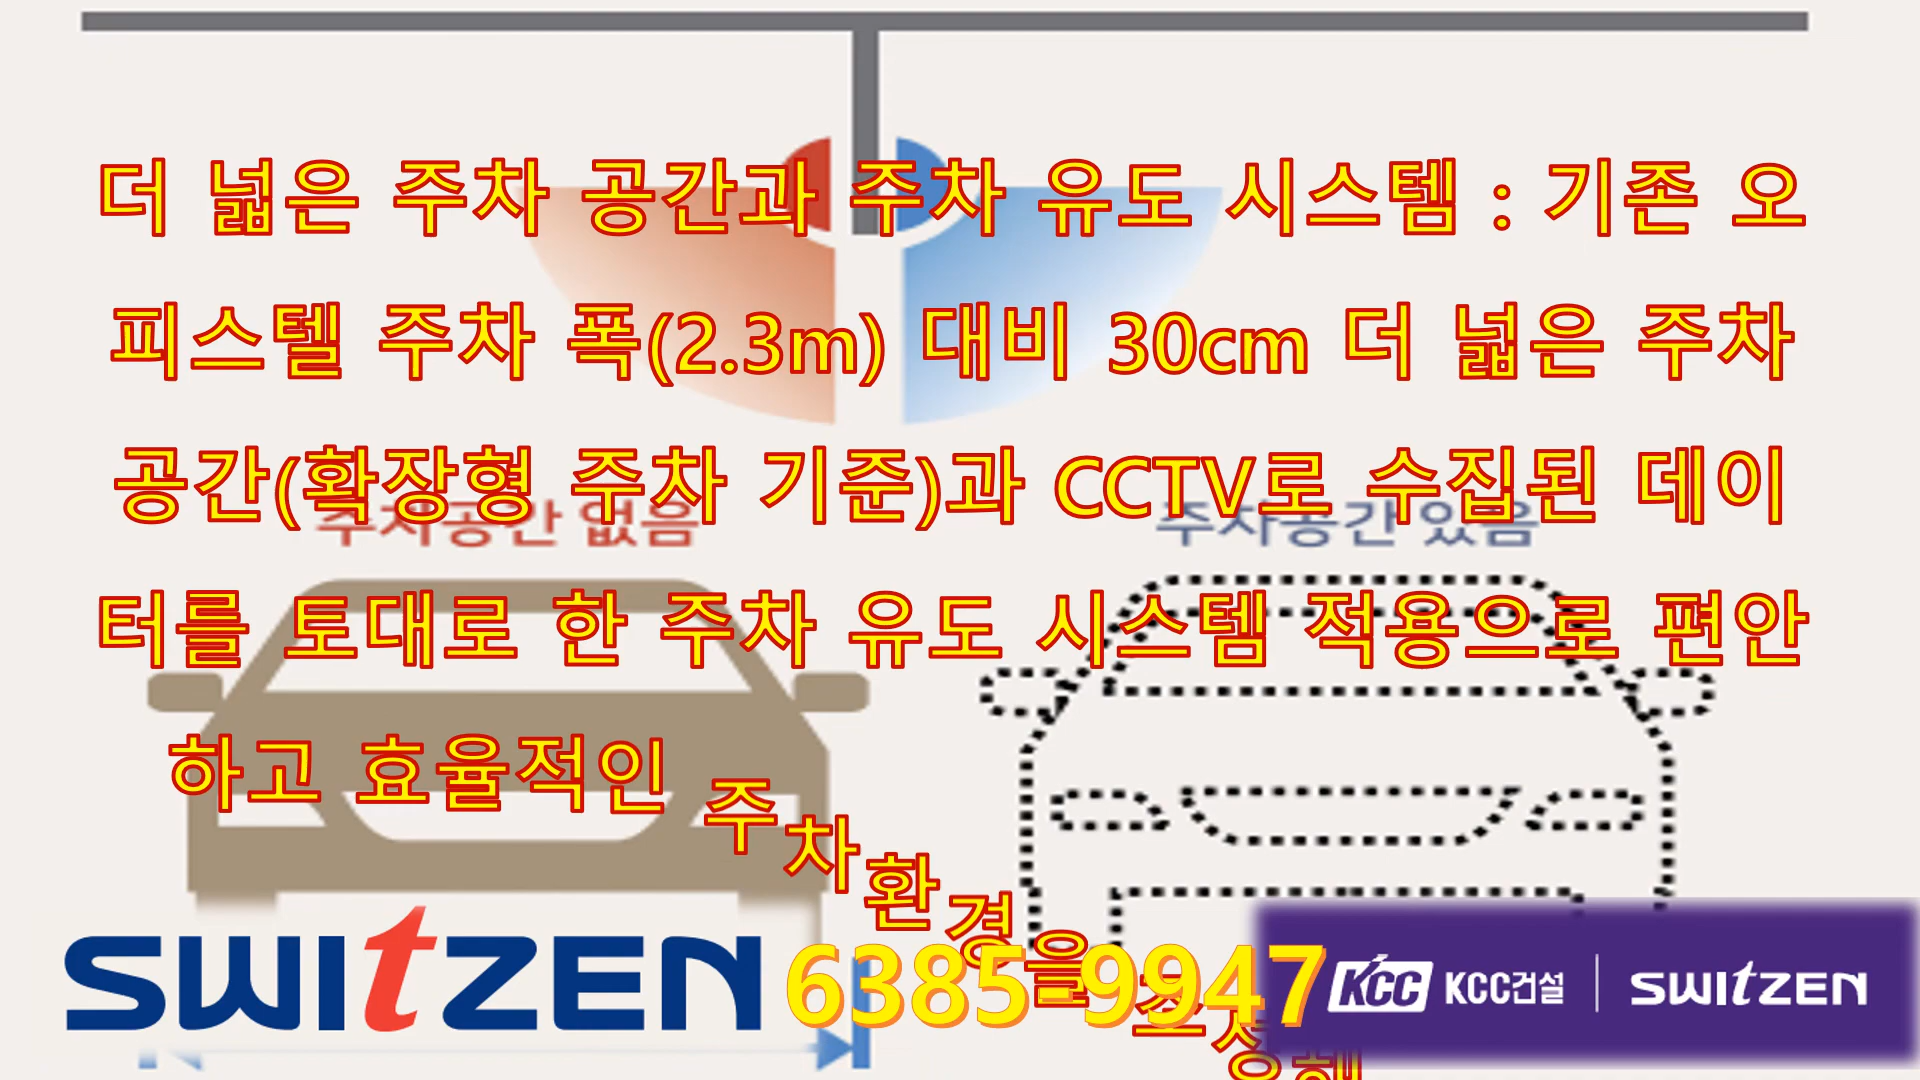 더 넓은 주차 공간과 주차 유도 시스템 : 기존 오
피스텔 주차 폭(2.3m) 대비 30cm 더 넓은 주차
공간(확장형 주차 기준)과 CCTV로 수집된 데이
주차공간 없음
주차공간 있음
터를 토대로 한 주차 유도 시스템 적용으로 편안
하고 효율적인 주차환경을
SWItZEN
6385-9947
KCC KCC건설
SWItZEN